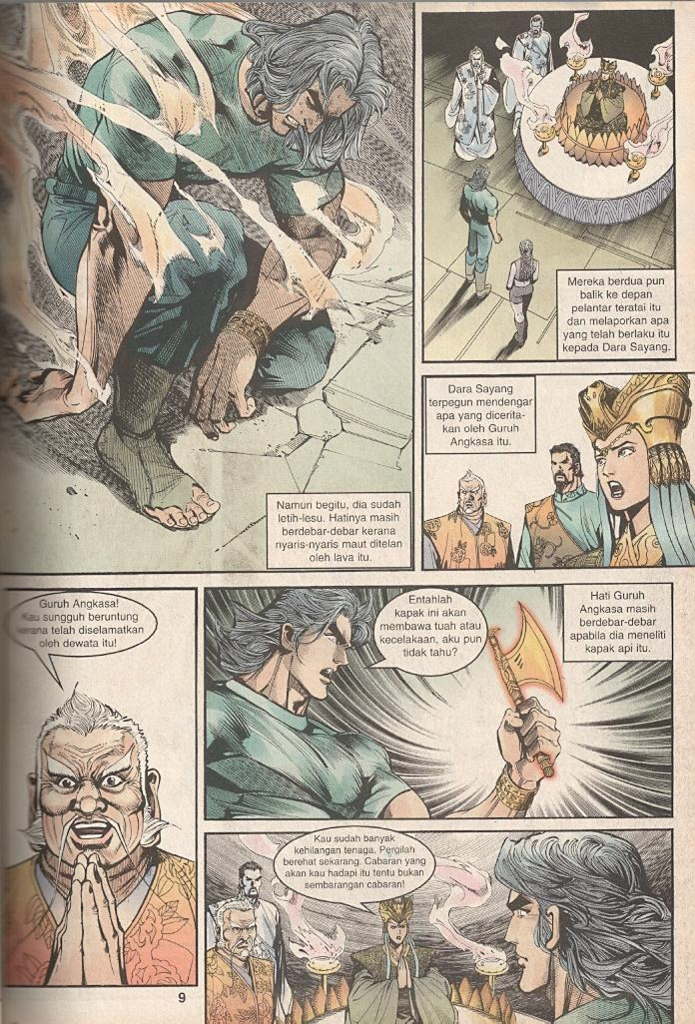 Namun begitu, dia sudah
letih-lesu. Hatinya masih
berdebar-debar kerana
nyaris-nyaris maut ditelan
oleh lava itu.
Mereka berdua pun
balik ke depan
pelantar teratai itu
dan melaporkan apa
yang telah berlaku itu
kepada Dara Sayang.
Dara Sayang
terpegun mendengar
apa yang dicerita-
kan oleh Guruh
Angkasa itu.
Guruh Angkasa!
Kau sungguh beruntung
kerana telah diselamatkan
oleh dewata itu!
Entahlah
kapak ini akan
membawa tuah atau
kecelakaan, aku pun
tidak tahu?
Hati Guruh
Angkasa masih
berdebar-debar
apabila dia meneliti
kapak api itu.
Kau sudah banyak
kehilangan tenaga. Pergilah
berehat sekarang. Cabaran yang
akan kau hadapi itu tentu bukan
sembarangan cabaran!
9